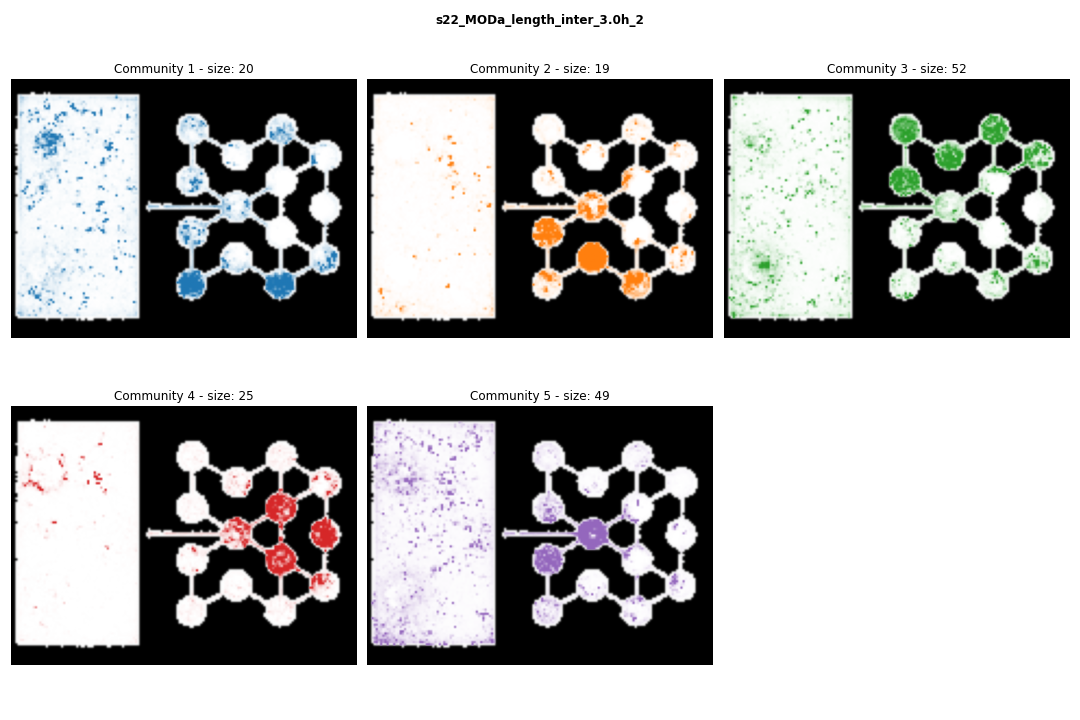 s22_MODa_length_inter_3.0h_2
Community 1 - size: 20
Community 2 - size: 19
Community 3 - size: 52
Community 4 - size: 25
Community 5 - size: 49